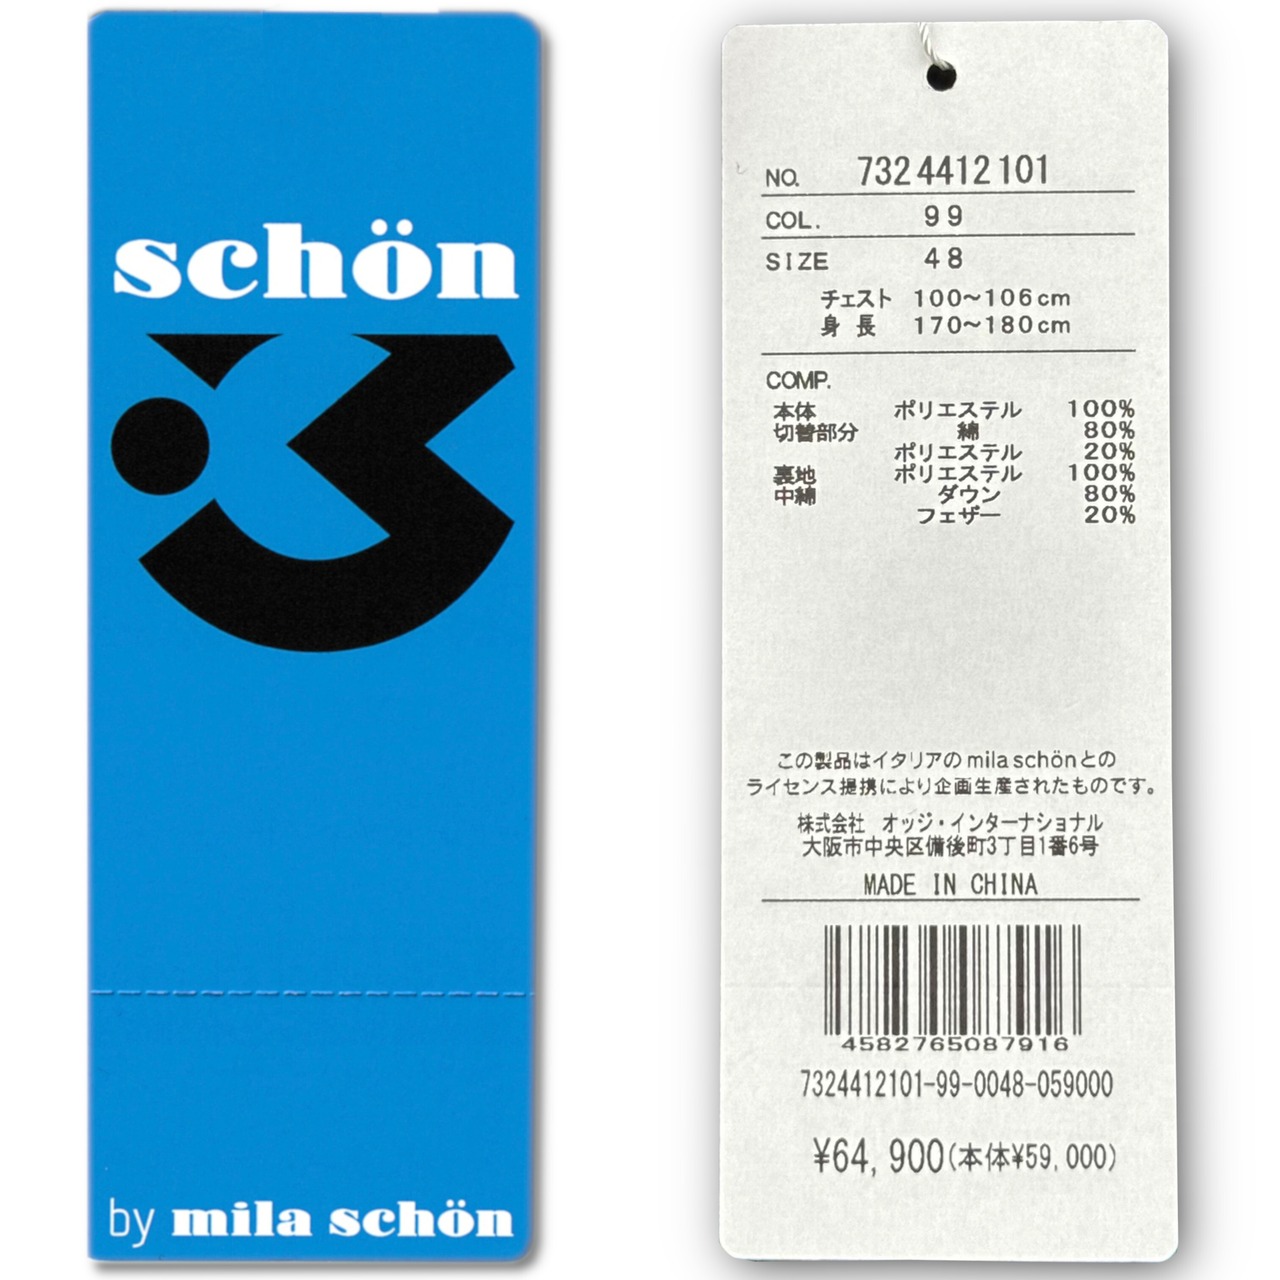 schön
by mila schön
NO. 7324412101
COL. 99
SIZE 48
チェスト 100〜106cm
身長 170〜180cm
COMP.
本体 ポリエステル 100%
切替部分 綿 80%
ポリエステル 20%
裏地 ポリエステル 100%
中綿 ダウン 80%
フェザー 20%
この製品はイタリアのmila schönとの
ライセンス提携により企画生産されたものです。
株式会社 オッジ・インターナショナル
大阪市中央区備後町3丁目1番6号
MADE IN CHINA
4582765087916
7324412101-99-0048-059000
¥64,900(本体¥59,000)